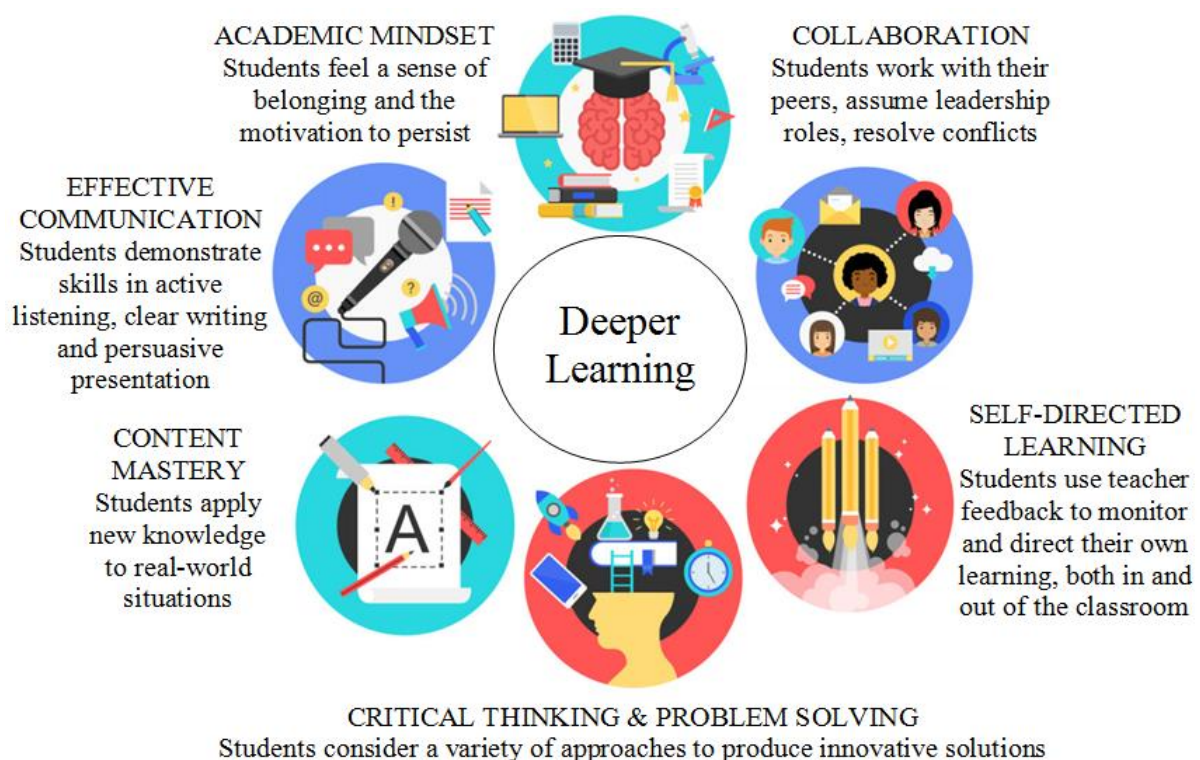 ACADEMIC MINDSET
Students feel a sense of
belonging and the
motivation to persist
COLLABORATION
Students work with their
peers, assume leadership
roles, resolve conflicts
EFFECTIVE
COMMUNICATION
Students demonstrate
skills in active
listening, clear writing
and persuasive
presentation
!
@
?
Deeper
Learning
CONTENT
MASTERY
Students apply
new knowledge
to real-world
situations
A
SELF-DIRECTED
LEARNING
Students use teacher
feedback to monitor
and direct their own
learning, both in and
out of the classroom
CRITICAL THINKING & PROBLEM SOLVING
Students consider a variety of approaches to produce innovative solutions